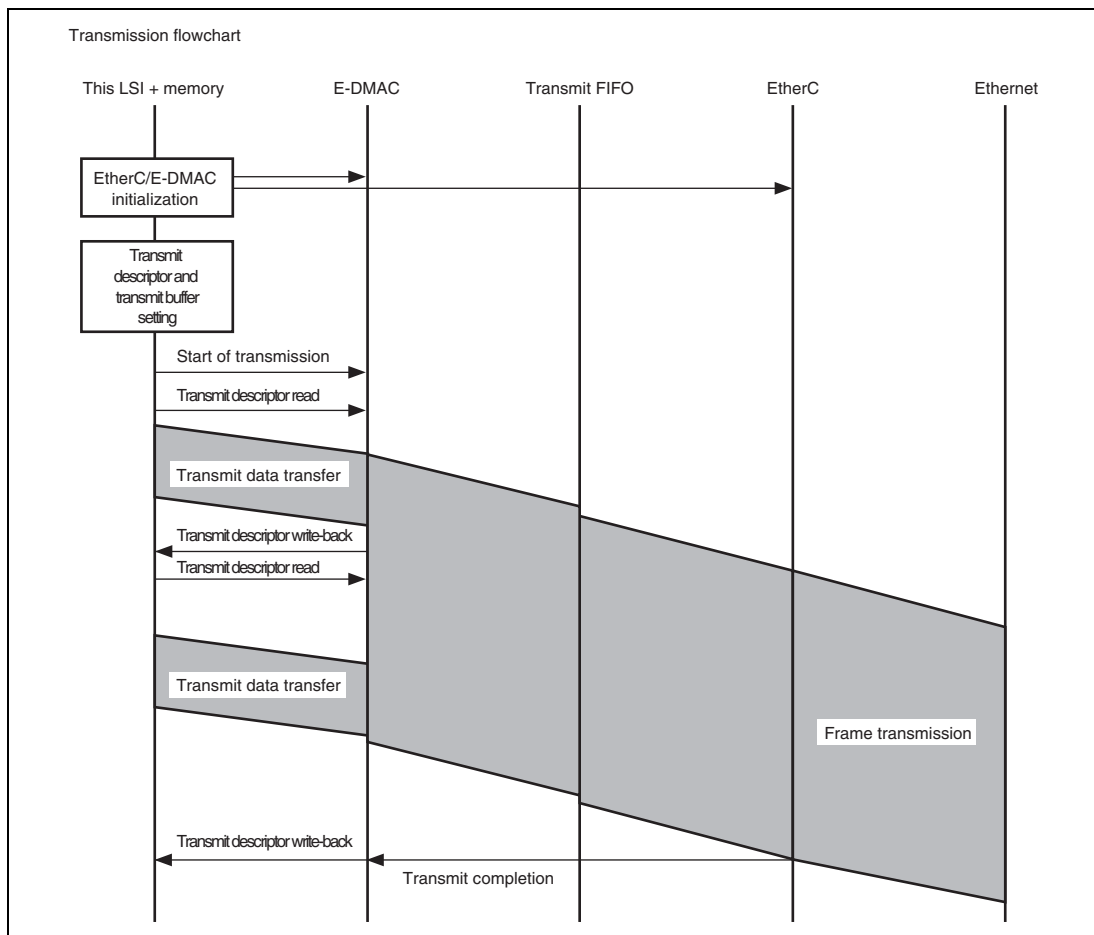 Transmission flowchart
This LSI + memory
E-DMAC
Transmit FIFO
EtherC
Ethernet
EtherC/E-DMAC
initialization
Transmit
descriptor and
transmit buffer
setting
Start of transmission
Transmit descriptor read
Transmit data transfer
Transmit descriptor write-back
Transmit descriptor read
Transmit data transfer
Frame transmission
Transmit descriptor write-back
Transmit completion